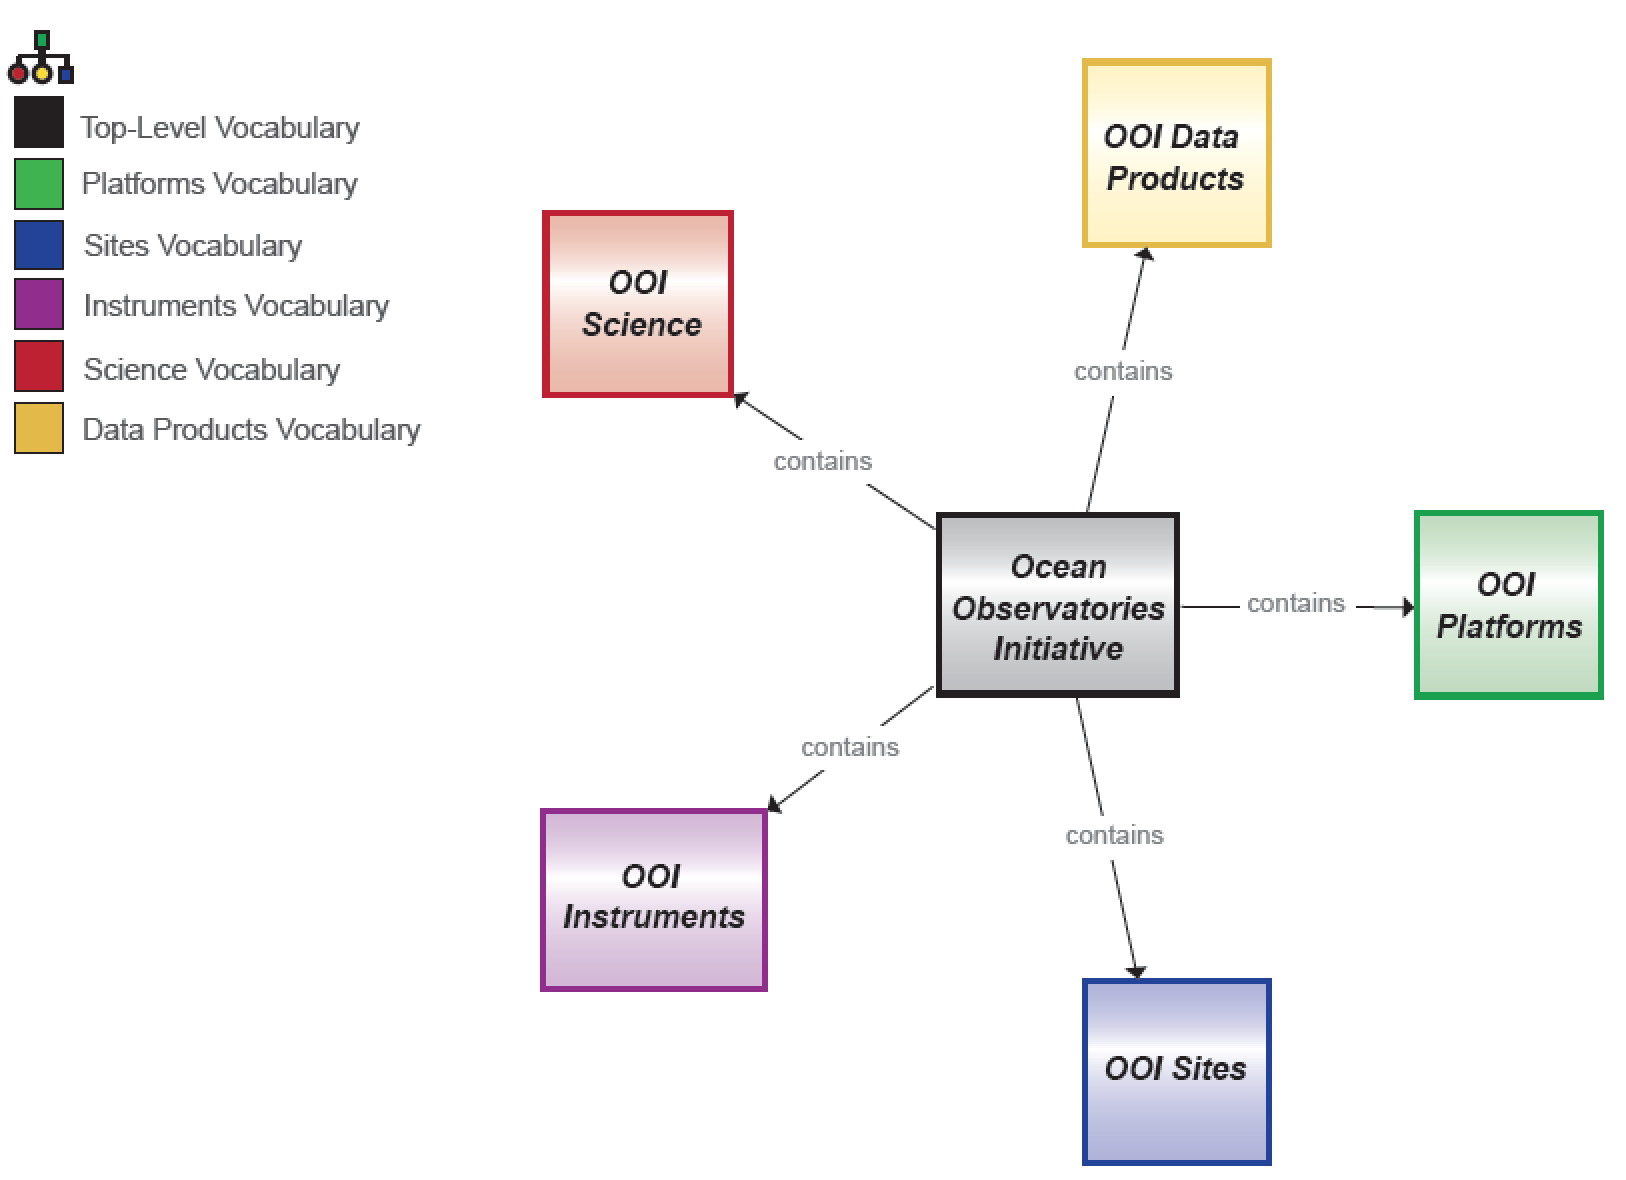 Top-Level Vocabulary
Platforms Vocabulary
Sites Vocabulary
Instruments Vocabulary
Science Vocabulary
Data Products Vocabulary
OOI Data
Products
OOI
Science
contains
contains
Ocean
Observatories
Initiative
contains
OOI
Platforms
contains
contains
OOI
Instruments
OOI Sites